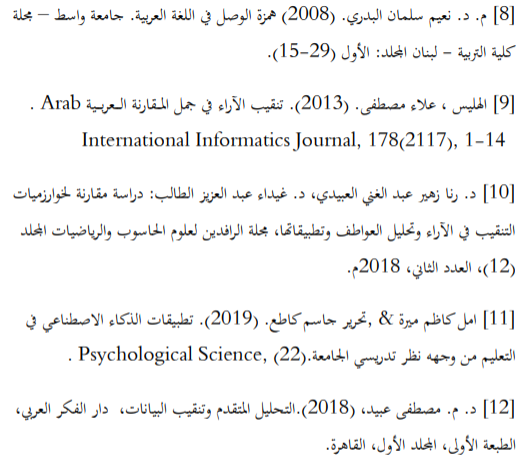 [8] م. د. نعيم سلمان البدري. (2008) همزة الوصل في اللغة العربية. جامعة واسط – مجلة
كلية التربية – لبنان المجلد: الأول (29–15).
[9] الهليس ، علاء مصطفى. (2013). تنقيب الآراء في جمل المقارنة العربية Arab .
International Informatics Journal, 178(2117), 1–14
[10] د. رنا زهير عبد الغني العبيدي، د. غيداء عبد العزيز الطالب: دراسة مقارنة لخوارزميات
التنقيب في الآراء وتحليل العواطف وتطبيقاتها، مجلة الرافدين لعلوم الحاسوب والرياضيات المجلد
(12)، العدد الثاني، 2018م.
[11] امل كاظم ميرة & ,تحرير جاسم كاطع. (2019). تطبيقات الذكاء الاصطناعي في
التعليم من وجهه نظر تدريسي الجامعة.Psychological Science, (22) .
[12] د. م. مصطفى عبيد، (2018).التحليل المتقدم وتنقيب البيانات، دار الفكر العربي،
الطبعة الأولى، المجلد الأول، القاهرة.